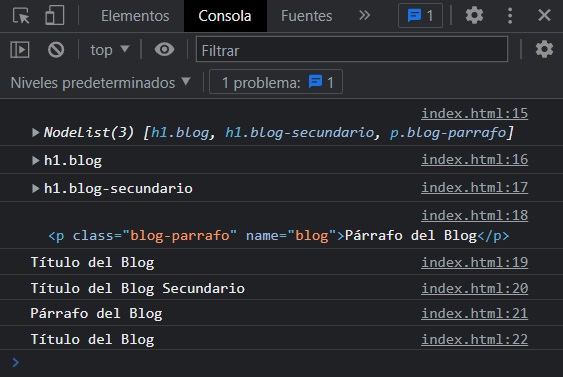 Elementos Consola Fuentes » 1
top Filtrar
Niveles predeterminados 1 problema: 1
index.html:15
NodeList(3) [h1.blog, h1.blog-secundario, p.blog-parrafo]
h1.blog index.html:16
h1.blog-secundario index.html:17
index.html:18
<p class="blog-parrafo" name="blog">Párrafo del Blog</p>
Título del Blog index.html:19
Título del Blog Secundario index.html:20
Párrafo del Blog index.html:21
Título del Blog index.html:22
>